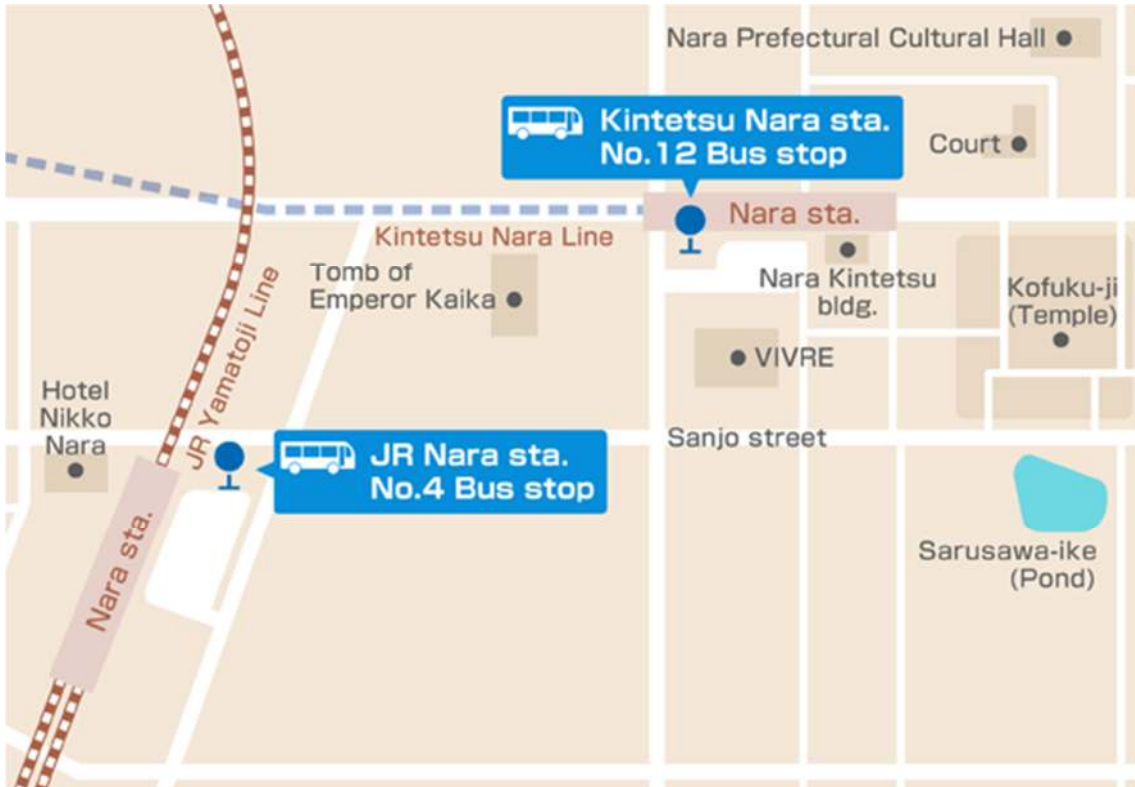 Nara Prefectural Cultural Hall
Kintetsu Nara sta.
No.12 Bus stop
Court
Nara sta.
Kintetsu Nara Line
Tomb of
Emperor Kaika
Nara Kintetsu
bldg.
Kofuku-ji
(Temple)
JR Yamatoji Line
VIVRE
Hotel
Nikko
Nara
Sanjo street
JR Nara sta.
No.4 Bus stop
Nara sta.
Sarusawa-ike
(Pond)